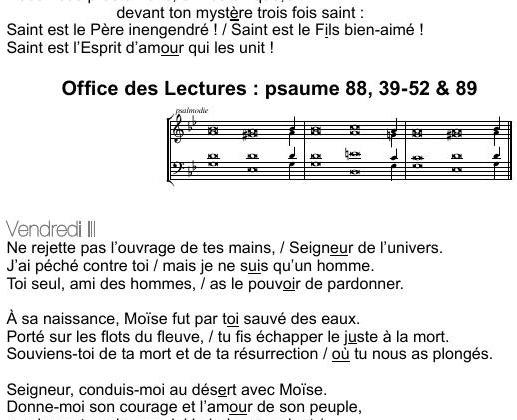 devant ton mystère trois fois saint :
Saint est le Père inengendré ! / Saint est le Fils bien-aimé !
Saint est l'Esprit d'amour qui les unit !
Office des Lectures : psaume 88, 39-52 & 89
psalmodie
Vendredi III
Ne rejette pas l'ouvrage de tes mains, / Seigneur de l'univers.
J'ai péché contre toi / mais je ne suis qu'un homme.
Toi seul, ami des hommes, / as le pouvoir de pardonner.
À sa naissance, Moïse fut par toi sauvé des eaux.
Porté sur les flots du fleuve, / tu fis échapper le juste à la mort.
Souviens-toi de ta mort et de ta résurrection / où tu nous as plongés.
Seigneur, conduis-moi au désert avec Moïse.
Donne-moi son courage et l'amour de son peuple,